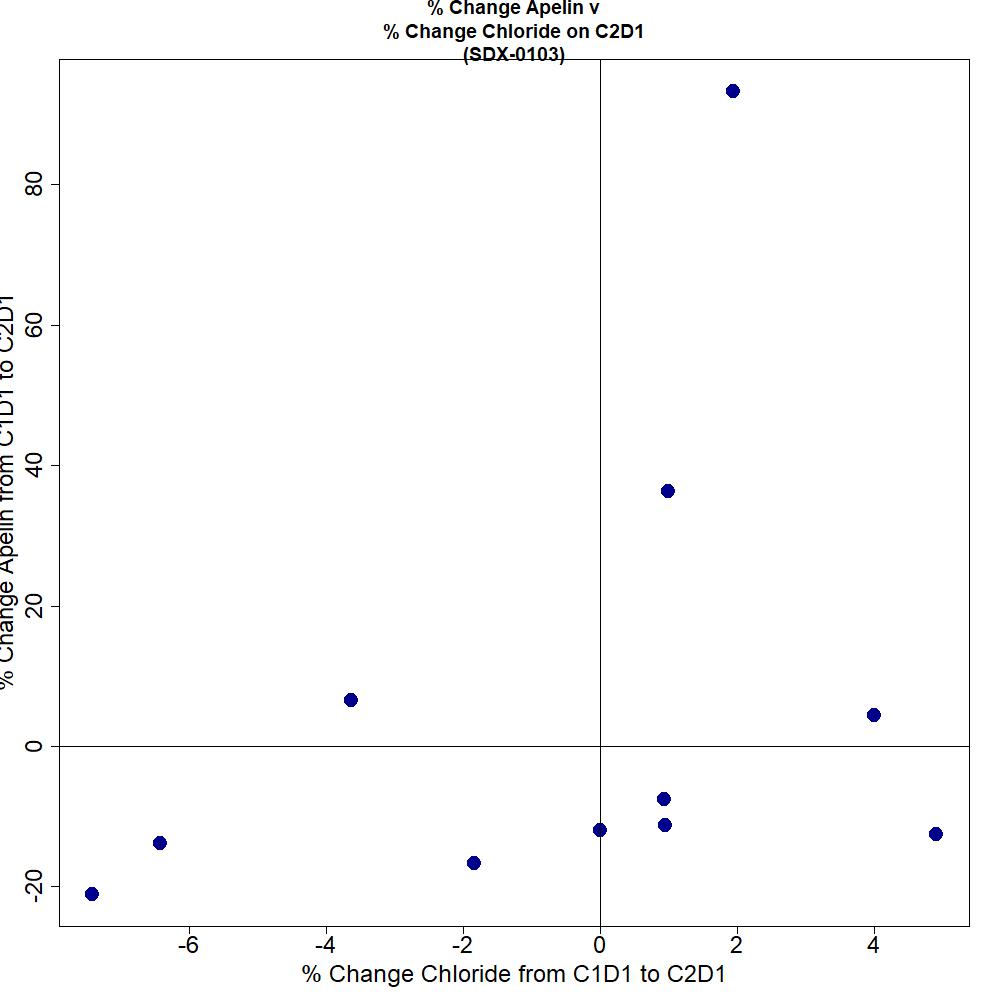 % Change Apelin v
% Change Chloride on C2D1
(SDX-0103)
% Change Apelin from C1D1 to C2D1
80
60
40
20
0
-20
-6
-4
-2
0
2
4
% Change Chloride from C1D1 to C2D1